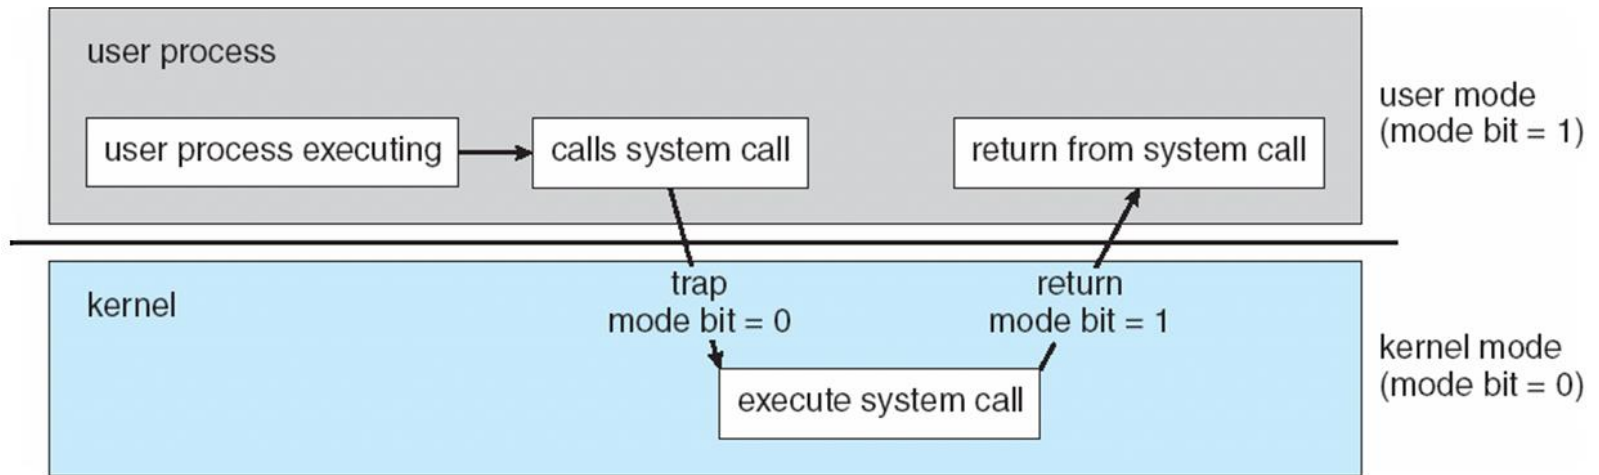 user process
user process executing
calls system call
return from system call
user mode
(mode bit = 1)
kernel
trap
mode bit = 0
return
mode bit = 1
execute system call
kernel mode
(mode bit = 0)